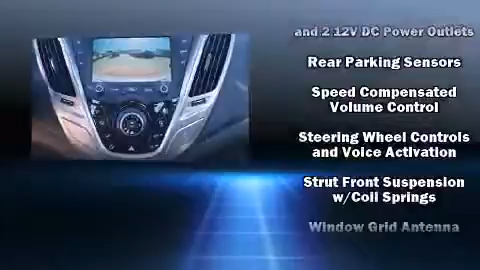 and 2 12V DC Power Outlets
Rear Parking Sensors
Speed Compensated
Volume Control
Steering Wheel Controls
and Voice Activation
Strut Front Suspension
w/Coil Springs
Window Grid Antenna